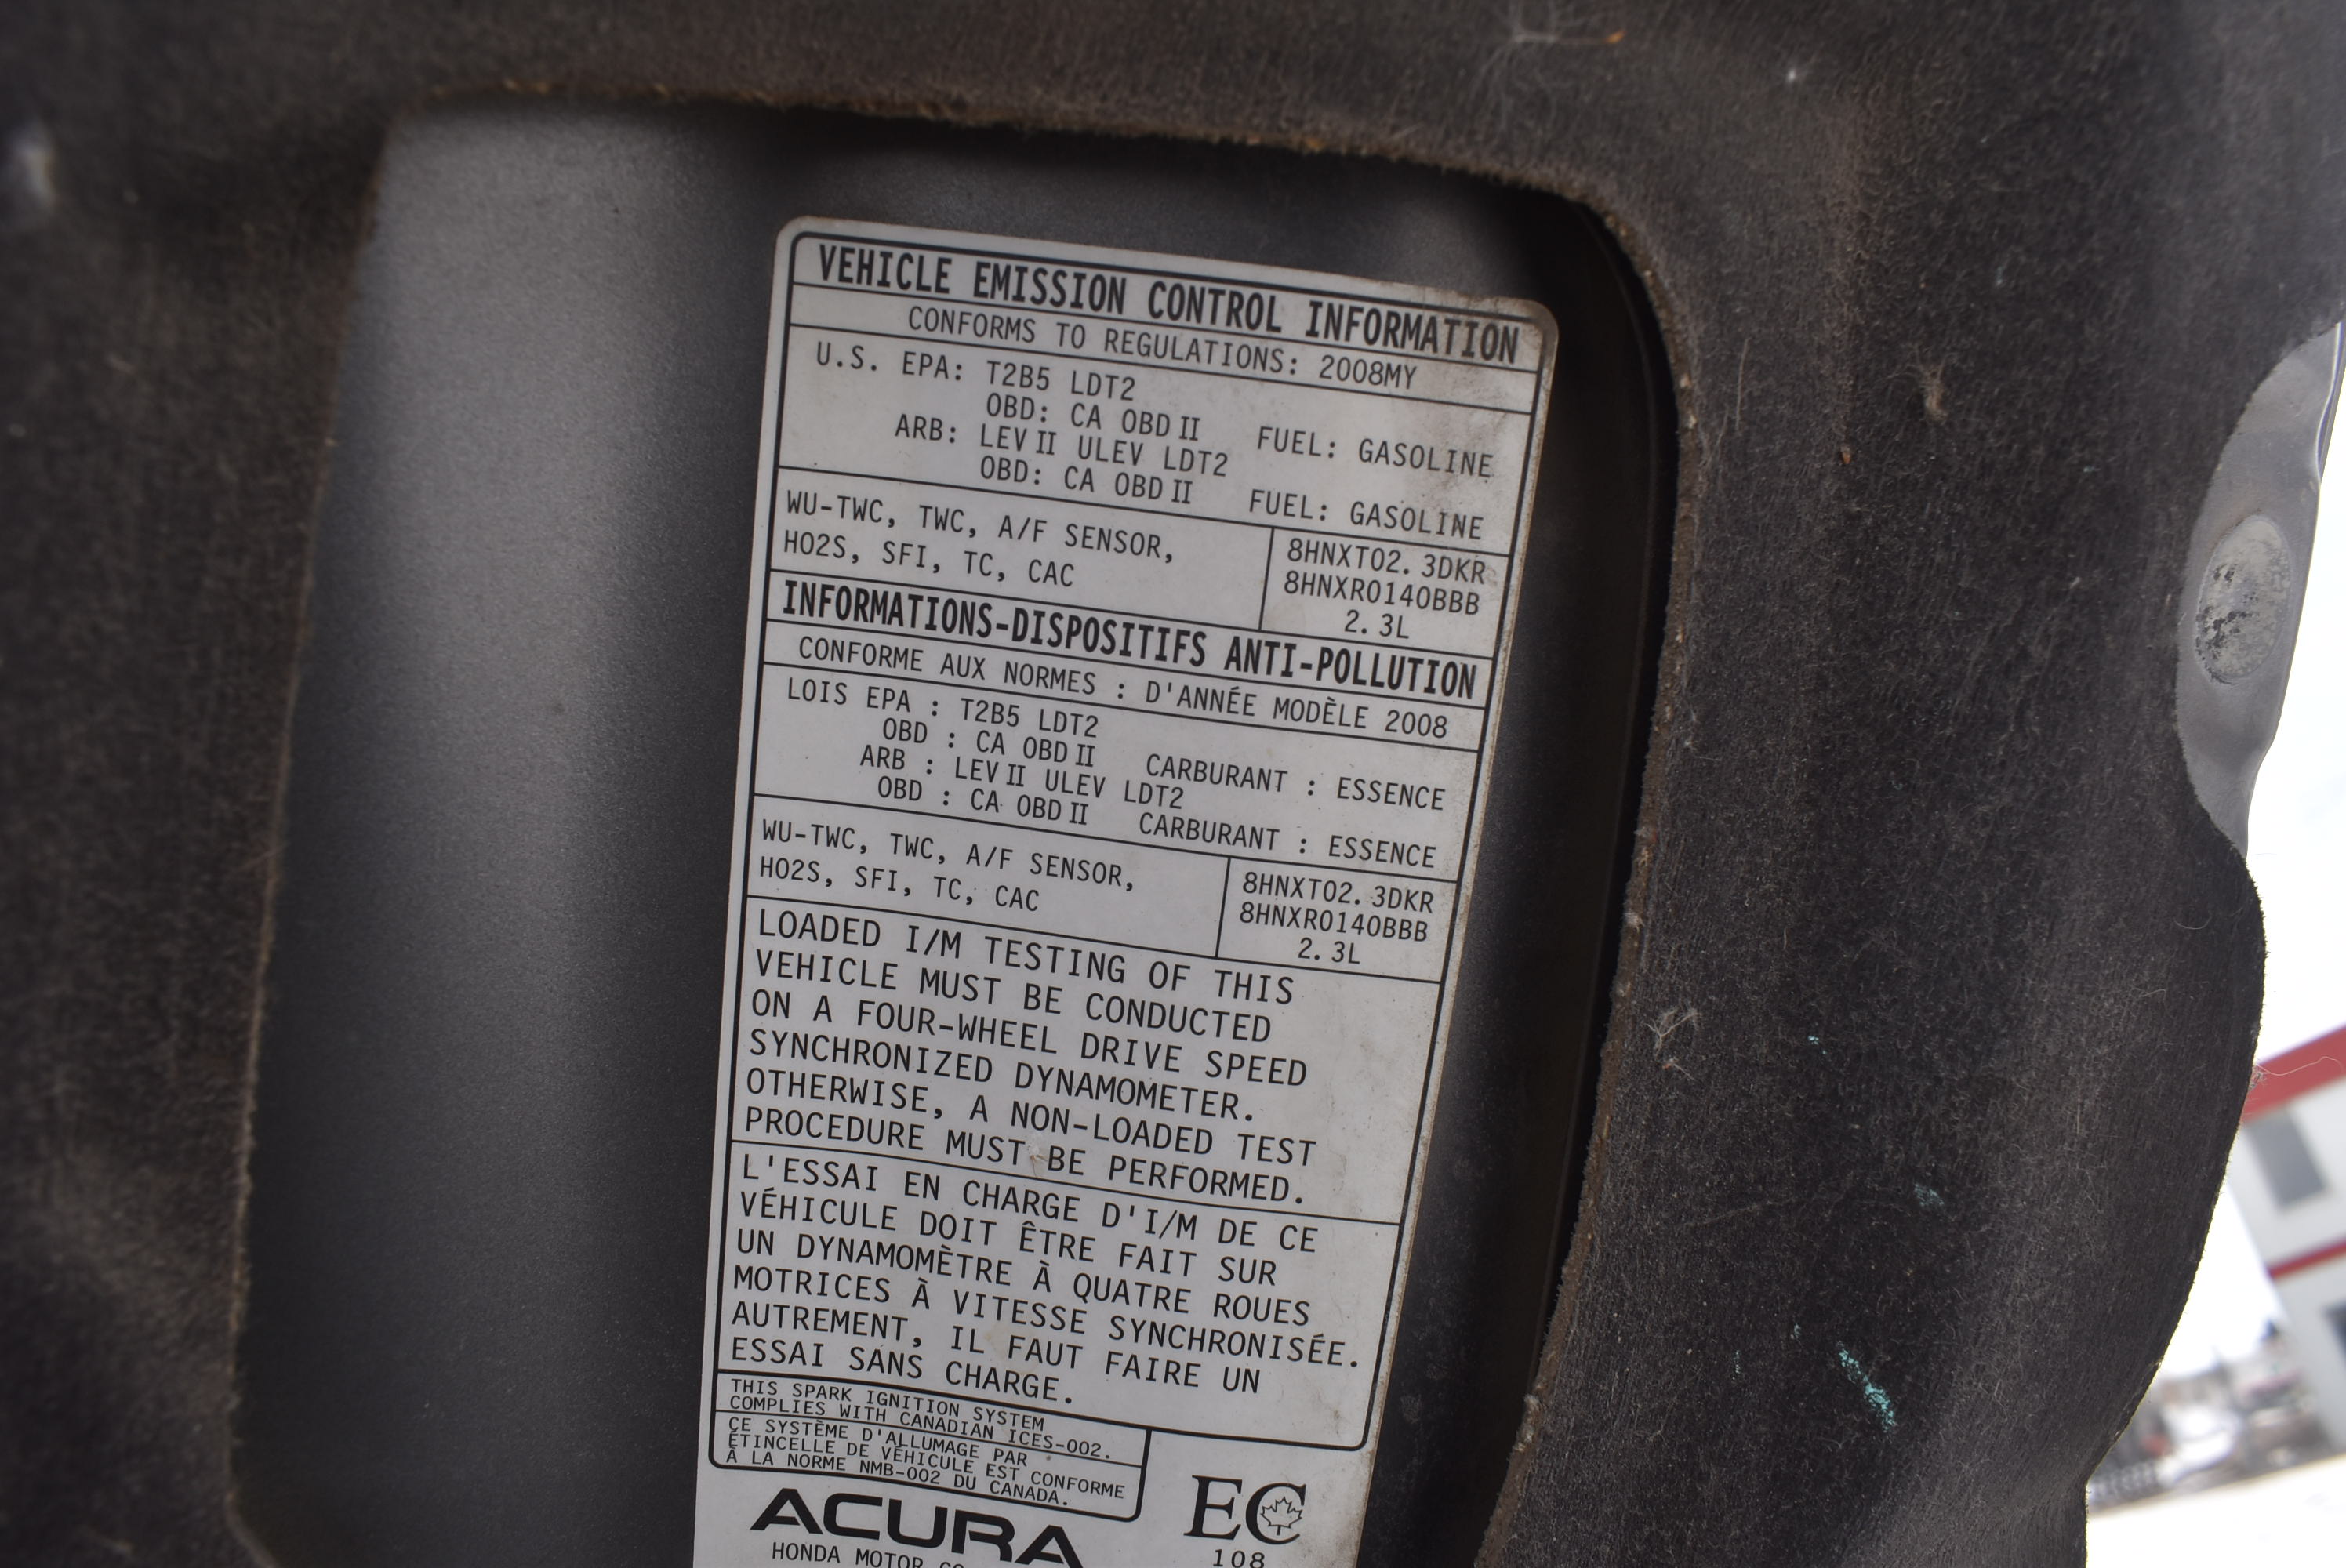 VEHICLE EMISSION CONTROL INFORMATION
CONFORMS TO REGULATIONS: 2008MY
U.S. EPA: T2B5 LDT2
OBD: CA OBD II FUEL: GASOLINE
ARB: LEV II ULEV LDT2
OBD: CA OBD II FUEL: GASOLINE
WU-TWC, TWC, A/F SENSOR,
HO2S, SFI, TC, CAC
8HNXT02.3DKR
8HNXR0140BBB
2.3L
INFORMATIONS-DISPOSITIFS ANTI-POLLUTION
CONFORME AUX NORMES : D'ANNÉE MODÈLE 2008
LOIS EPA : T2B5 LDT2
OBD : CA OBD II CARBURANT : ESSENCE
ARB : LEV II ULEV LDT2
OBD : CA OBD II CARBURANT : ESSENCE
WU-TWC, TWC, A/F SENSOR,
HO2S, SFI, TC, CAC
8HNXT02.3DKR
8HNXR0140BBB
2.3L
LOADED I/M TESTING OF THIS
VEHICLE MUST BE CONDUCTED
ON A FOUR-WHEEL DRIVE SPEED
SYNCHRONIZED DYNAMOMETER.
OTHERWISE, A NON-LOADED TEST
PROCEDURE MUST BE PERFORMED.
L'ESSAI EN CHARGE D'I/M DE CE
VÉHICULE DOIT ÊTRE FAIT SUR
UN DYNAMOMÈTRE À QUATRE ROUES
MOTRICES À VITESSE SYNCHRONISÉE.
AUTREMENT, IL FAUT FAIRE UN
ESSAI SANS CHARGE.
THIS SPARK IGNITION SYSTEM
COMPLIES WITH CANADIAN ICES-002.
CE SYSTÈME D'ALLUMAGE PAR
ÉTINCELLE DE VÉHICULE EST CONFORME
À LA NORME NMB-002 DU CANADA.
EC
108
ACURA
HONDA MOTOR